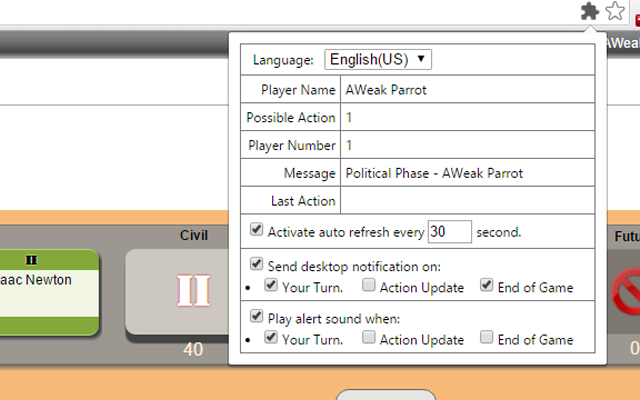 AWeak
Language: English(US)
Player Name AWeak Parrot
Possible Action 1
Player Number 1
Message Political Phase - AWeak Parrot
Last Action
Activate auto refresh every 30 second.
Send desktop notification on:
Your Turn. Action Update End of Game
Play alert sound when:
Your Turn. Action Update End of Game
II
aac Newton
Civil
II
40
Futu
0